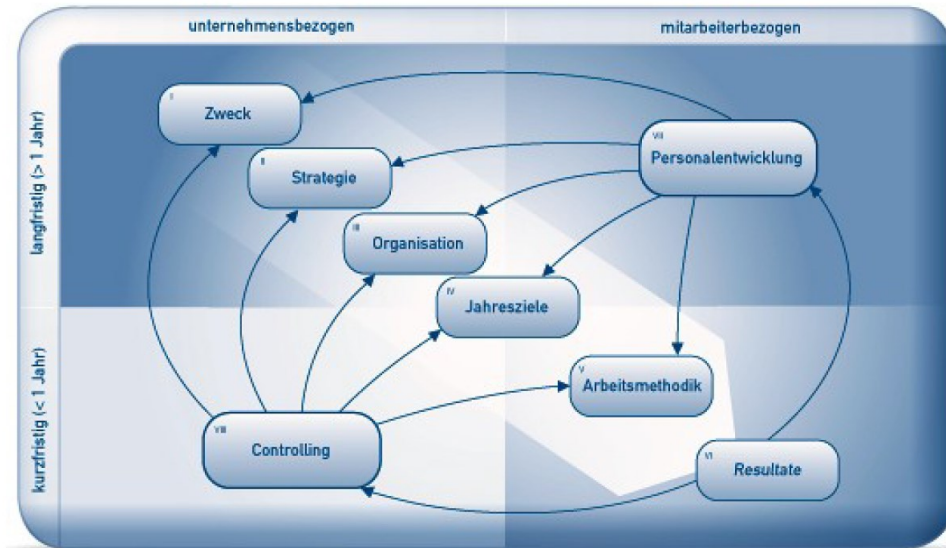 unternehmensbezogen
mitarbeiterbezogen
langfristig (> 1 Jahr)
kurzfristig (< 1 Jahr)
I
Zweck
II
Strategie
III
Organisation
IV
Jahresziele
V
Arbeitsmethodik
VI
Resultate
VII
Personalentwicklung
VIII
Controlling